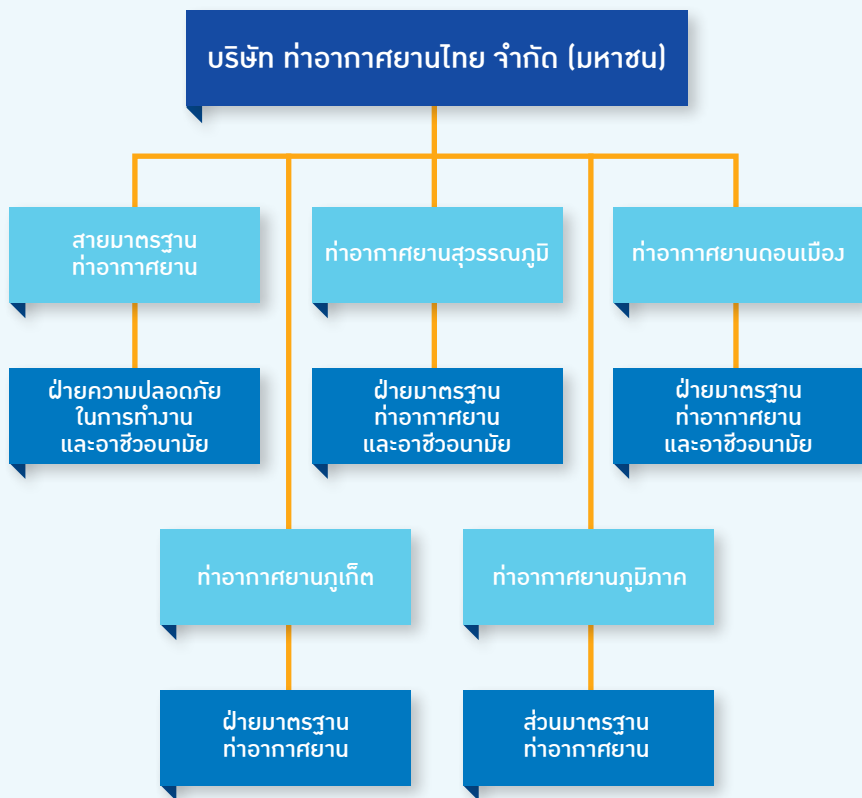 บริษัท ท่าอากาศยานไทย จำกัด (มหาชน)
สายมาตรฐาน
ท่าอากาศยาน
ท่าอากาศยานสุวรรณภูมิ
ท่าอากาศยานดอนเมือง
ฝ่ายความปลอดภัย
ในการทำงาน
และอาชีวอนามัย
ฝ่ายมาตรฐาน
ท่าอากาศยาน
และอาชีวอนามัย
ฝ่ายมาตรฐาน
ท่าอากาศยาน
และอาชีวอนามัย
ท่าอากาศยานภูเก็ต
ท่าอากาศยานภูมิภาค
ฝ่ายมาตรฐาน
ท่าอากาศยาน
ส่วนมาตรฐาน
ท่าอากาศยาน